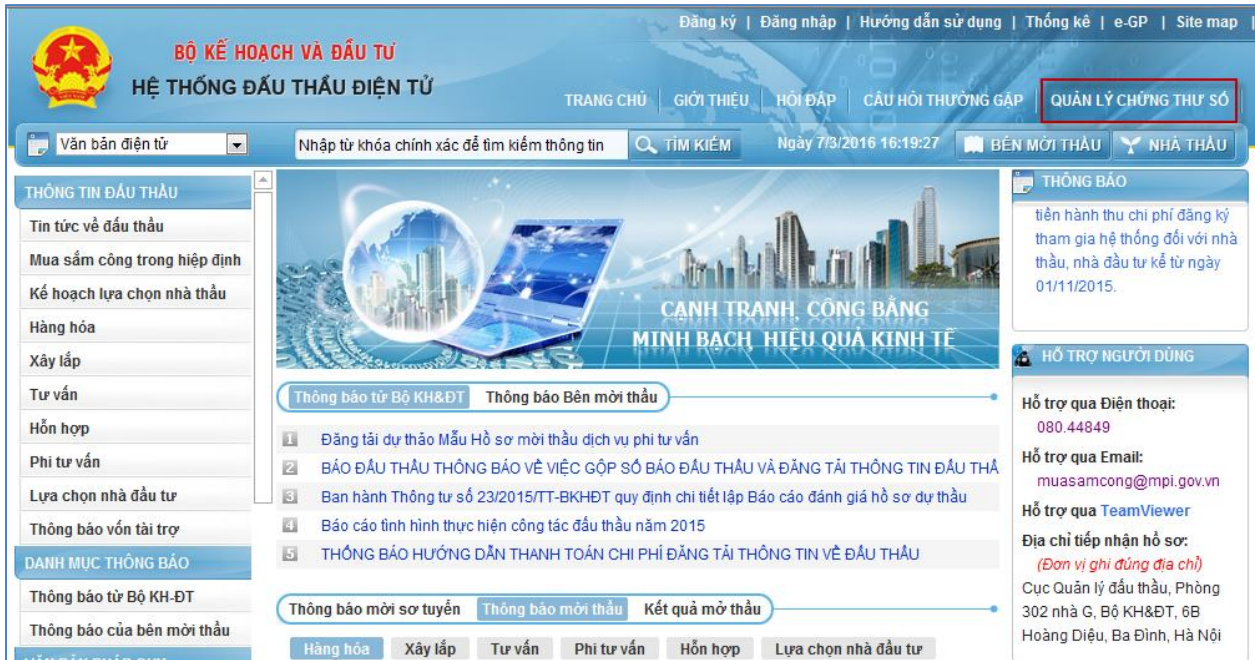 Đăng ký | Đăng nhập | Hướng dẫn sử dụng | Thống kê | e-GP | Site map |
BỘ KẾ HOẠCH VÀ ĐẦU TƯ
HỆ THỐNG ĐẤU THẦU ĐIỆN TỬ
TRANG CHỦ | GIỚI THIỆU | HỎI ĐÁP | CÂU HỎI THƯỜNG GẶP | QUẢN LÝ CHỨNG THƯ SỐ
Văn bản điện tử
Nhập từ khóa chính xác để tìm kiếm thông tin
TÌM KIẾM
Ngày 7/3/2016 16:19:27
BÊN MỜI THẦU
NHÀ THẦU
THÔNG TIN ĐẤU THẦU
Tin tức về đấu thầu
Mua sắm công trong hiệp định
Kế hoạch lựa chọn nhà thầu
Hàng hóa
Xây lắp
Tư vấn
Hỗn hợp
Phi tư vấn
Lựa chọn nhà đầu tư
Thông báo vốn tài trợ
DANH MỤC THÔNG BÁO
Thông báo từ Bộ KH-ĐT
Thông báo của bên mời thầu
VĂN BẢN PHÁP QUY
CẠNH TRANH, CÔNG BẰNG
MINH BẠCH, HIỆU QUẢ KINH TẾ
Thông báo từ Bộ KH&ĐT
Thông báo Bên mời thầu
1 Đăng tải dự thảo Mẫu Hồ sơ mời thầu dịch vụ phi tư vấn
2 BÁO ĐẤU THẦU THÔNG BÁO VỀ VIỆC GỘP SỐ BÁO ĐẤU THẦU VÀ ĐĂNG TẢI THÔNG TIN ĐẤU THẦ
3 Ban hành Thông tư số 23/2015/TT-BKHĐT quy định chi tiết lập Báo cáo đánh giá hồ sơ dự thầu
4 Báo cáo tình hình thực hiện công tác đấu thầu năm 2015
5 THÔNG BÁO HƯỚNG DẪN THANH TOÁN CHI PHÍ ĐĂNG TẢI THÔNG TIN VỀ ĐẤU THẦU
Thông báo mời sơ tuyển
Thông báo mời thầu
Kết quả mở thầu
Hàng hóa
Xây lắp
Tư vấn
Phi tư vấn
Hỗn hợp
Lựa chọn nhà đầu tư
THÔNG BÁO
tiến hành thu chi phí đăng ký
tham gia hệ thống đối với nhà
thầu, nhà đầu tư kể từ ngày
01/11/2015.
HỖ TRỢ NGƯỜI DÙNG
Hỗ trợ qua Điện thoại:
080.44849
Hỗ trợ qua Email:
muasamcong@mpi.gov.vn
Hỗ trợ qua TeamViewer
Địa chỉ tiếp nhận hồ sơ:
(Đơn vị ghi đúng địa chỉ)
Cục Quản lý đấu thầu, Phòng
302 nhà G, Bộ KH&ĐT, 6B
Hoàng Diệu, Ba Đình, Hà Nội